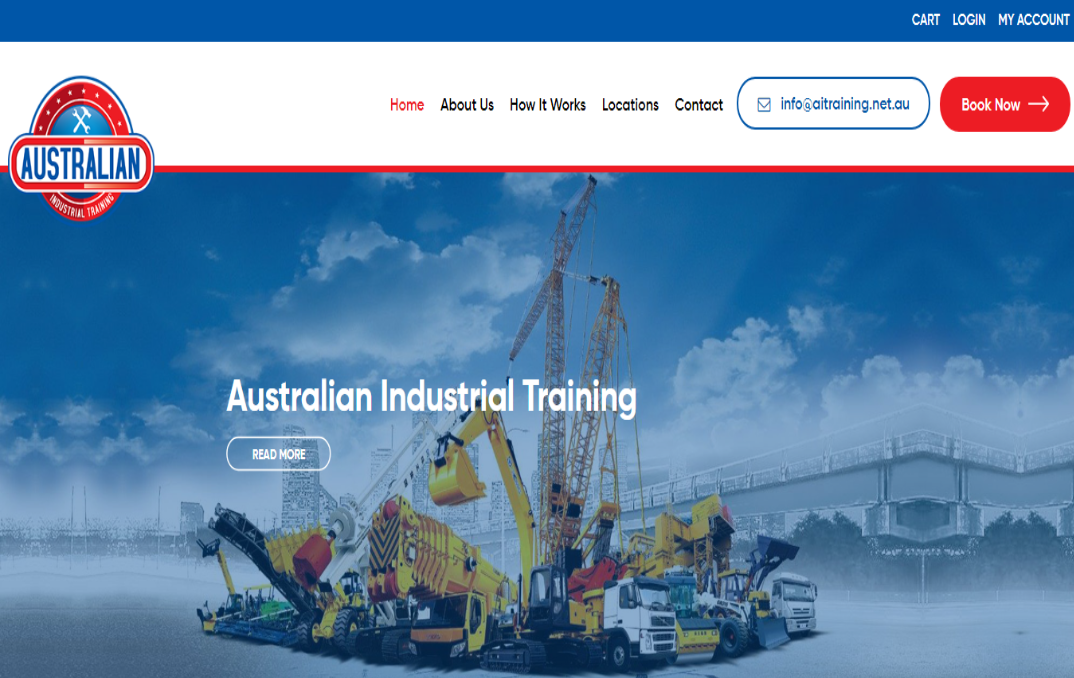 CART LOGIN MY ACCOUNT
Home About Us How It Works Locations Contact info@aitraining.net.au Book Now
AUSTRALIAN
INDUSTRIAL TRAINING
Australian Industrial Training
READ MORE